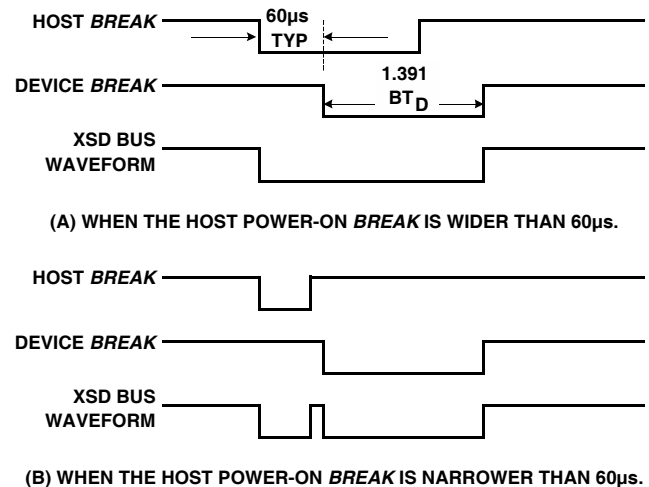 HOST BREAK
60µs
TYP
1.391
BT D
DEVICE BREAK
XSD BUS
WAVEFORM
(A) WHEN THE HOST POWER-ON BREAK IS WIDER THAN 60µs.
HOST BREAK
DEVICE BREAK
XSD BUS
WAVEFORM
(B) WHEN THE HOST POWER-ON BREAK IS NARROWER THAN 60µs.